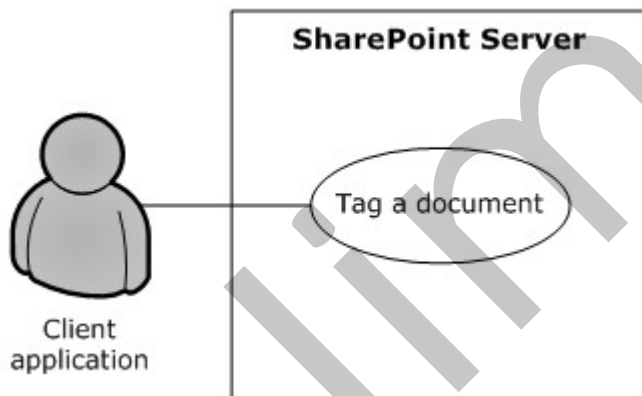 SharePoint Server
Tag a document
Client
application